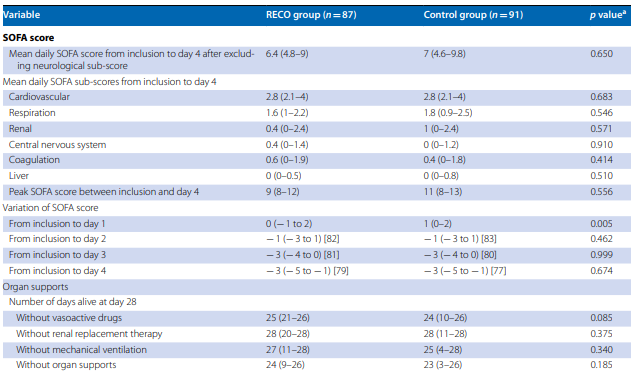 Variable RECO group (n=87) Control group (n=91) p valueᵃ
SOFA score
Mean daily SOFA score from inclusion to day 4 after exclud- 6.4 (4.8–9) 7 (4.6–9.8) 0.650
ing neurological sub-score
Mean daily SOFA sub-scores from inclusion to day 4
Cardiovascular 2.8 (2.1–4) 2.8 (2.1–4) 0.683
Respiration 1.6 (1–2.2) 1.8 (0.9–2.5) 0.546
Renal 0.4 (0–2.4) 1 (0–2.4) 0.571
Central nervous system 0.4 (0–1.4) 0 (0–1.2) 0.910
Coagulation 0.6 (0–1.9) 0.4 (0–1.8) 0.414
Liver 0 (0–0.5) 0 (0–0.8) 0.510
Peak SOFA score between inclusion and day 4 9 (8–12) 11 (8–13) 0.556
Variation of SOFA score
From inclusion to day 1 0 (− 1 to 2) 1 (0–2) 0.005
From inclusion to day 2 − 1 (− 3 to 1) [82] − 1 (− 3 to 1) [83] 0.462
From inclusion to day 3 − 3 (− 4 to 0) [81] − 3 (− 4 to 0) [80] 0.999
From inclusion to day 4 − 3 (− 5 to − 1) [79] − 3 (− 5 to − 1) [77] 0.674
Organ supports
Number of days alive at day 28
Without vasoactive drugs 25 (21–26) 24 (10–26) 0.085
Without renal replacement therapy 28 (20–28) 28 (11–28) 0.375
Without mechanical ventilation 27 (11–28) 25 (4–28) 0.340
Without organ supports 24 (9–26) 23 (3–26) 0.185